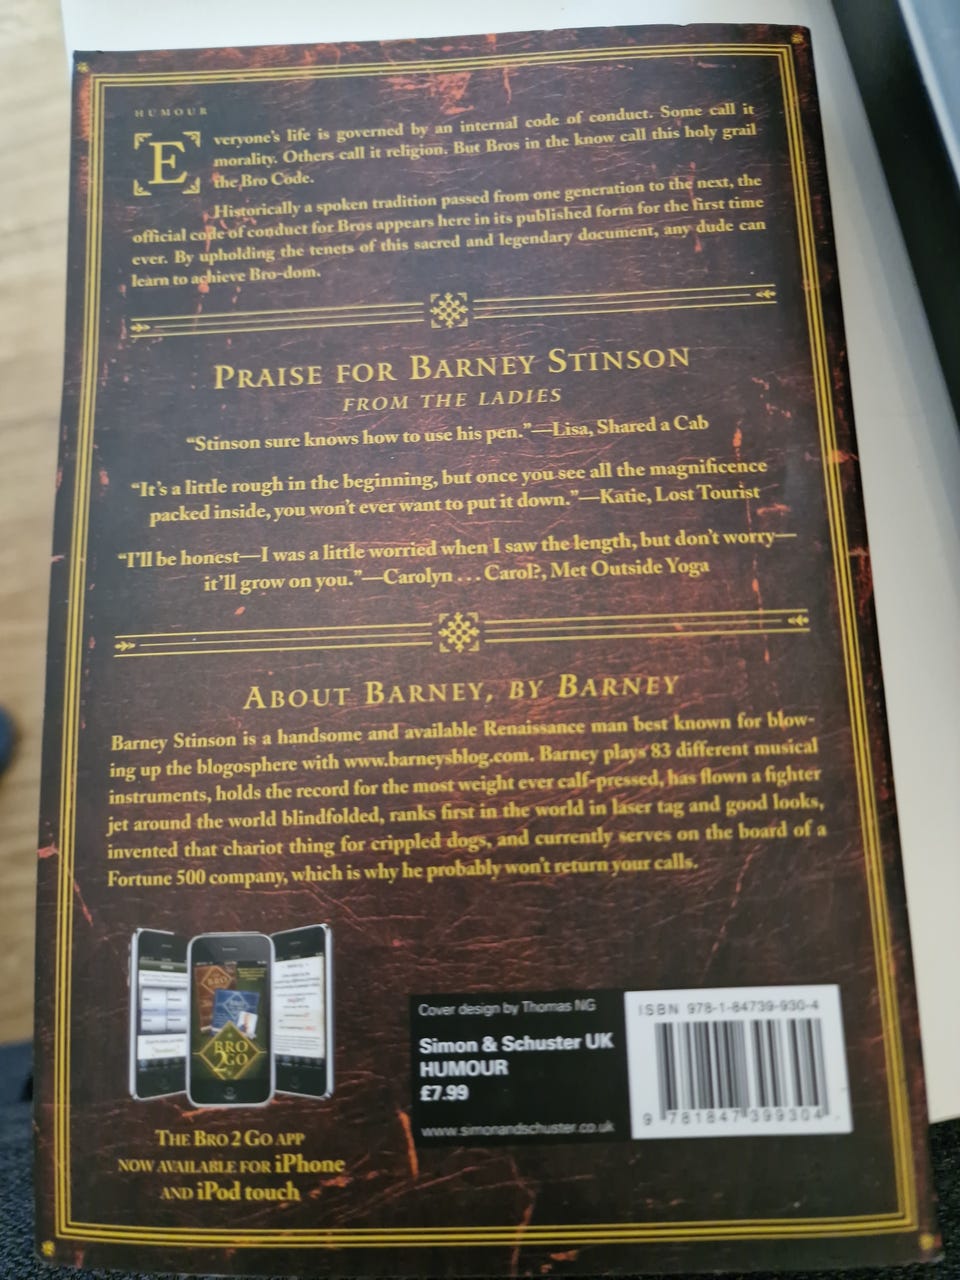 HUMOUR
Everyone's life is governed by an internal code of conduct. Some call it
morality. Others call it religion. But Bros in the know call this holy grail
the Bro Code.
Historically a spoken tradition passed from one generation to the next, the
official code of conduct for Bros appears here in its published form for the first time
ever. By upholding the tenets of this sacred and legendary document, any dude can
learn to achieve Bro-dom.
PRAISE FOR BARNEY STINSON
FROM THE LADIES
“Stinson sure knows how to use his pen.”—Lisa, Shared a Cab
“It's a little rough in the beginning, but once you see all the magnificence
packed inside, you won't ever want to put it down.”—Katie, Lost Tourist
“I'll be honest—I was a little worried when I saw the length, but don't worry—
it'll grow on you.”—Carolyn ... Carol?, Met Outside Yoga
ABOUT BARNEY, BY BARNEY
Barney Stinson is a handsome and available Renaissance man best known for blow-
ing up the blogosphere with www.barneysblog.com. Barney plays 83 different musical
instruments, holds the record for the most weight ever calf-pressed, has flown a fighter
jet around the world blindfolded, ranks first in the world in laser tag and good looks,
invented that chariot thing for crippled dogs, and currently serves on the board of a
Fortune 500 company, which is why he probably won't return your calls.
BRO
BRO
2GO
THE BRO 2 GO APP
NOW AVAILABLE FOR iPhone
AND iPod touch
Cover design by Thomas NG
Simon & Schuster UK
HUMOUR
£7.99
www.simonandschuster.co.uk
ISBN 978-1-84739-930-4
9 781847 399304